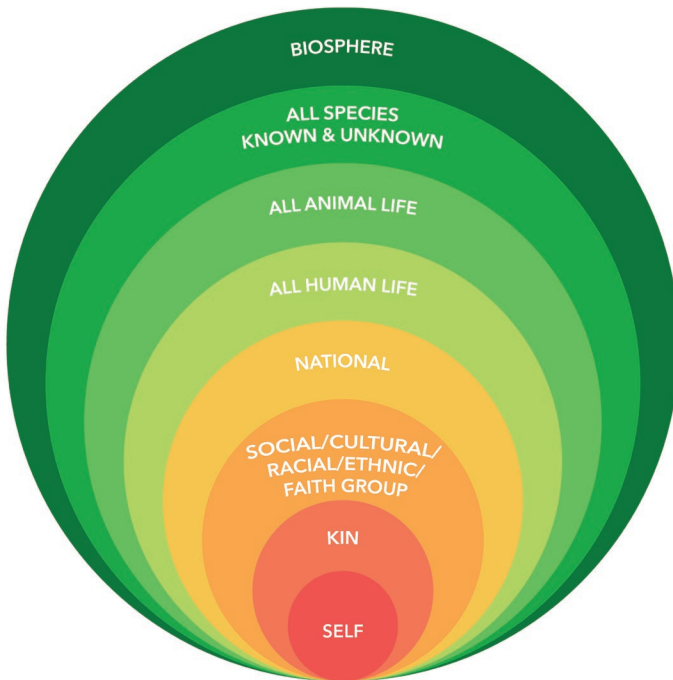 BIOSPHERE
ALL SPECIES
KNOWN & UNKNOWN
ALL ANIMAL LIFE
ALL HUMAN LIFE
NATIONAL
SOCIAL/CULTURAL/
RACIAL/ETHNIC/
FAITH GROUP
KIN
SELF